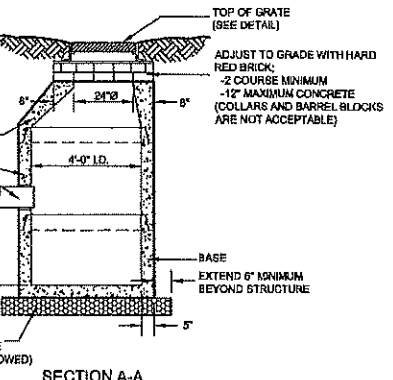 TOP OF GRATE
(SEE DETAIL)
ADJUST TO GRADE WITH HARD
RED BRICK;
-2 COURSE MINIMUM
-12" MAXIMUM CONCRETE
(COLLARS AND BARREL BLOCKS
ARE NOT ACCEPTABLE)
8" 24"Ø 8"
4'-0" I.D.
BASE
EXTEND 6" MINIMUM
BEYOND STRUCTURE
5"
E
OWED)
SECTION A-A